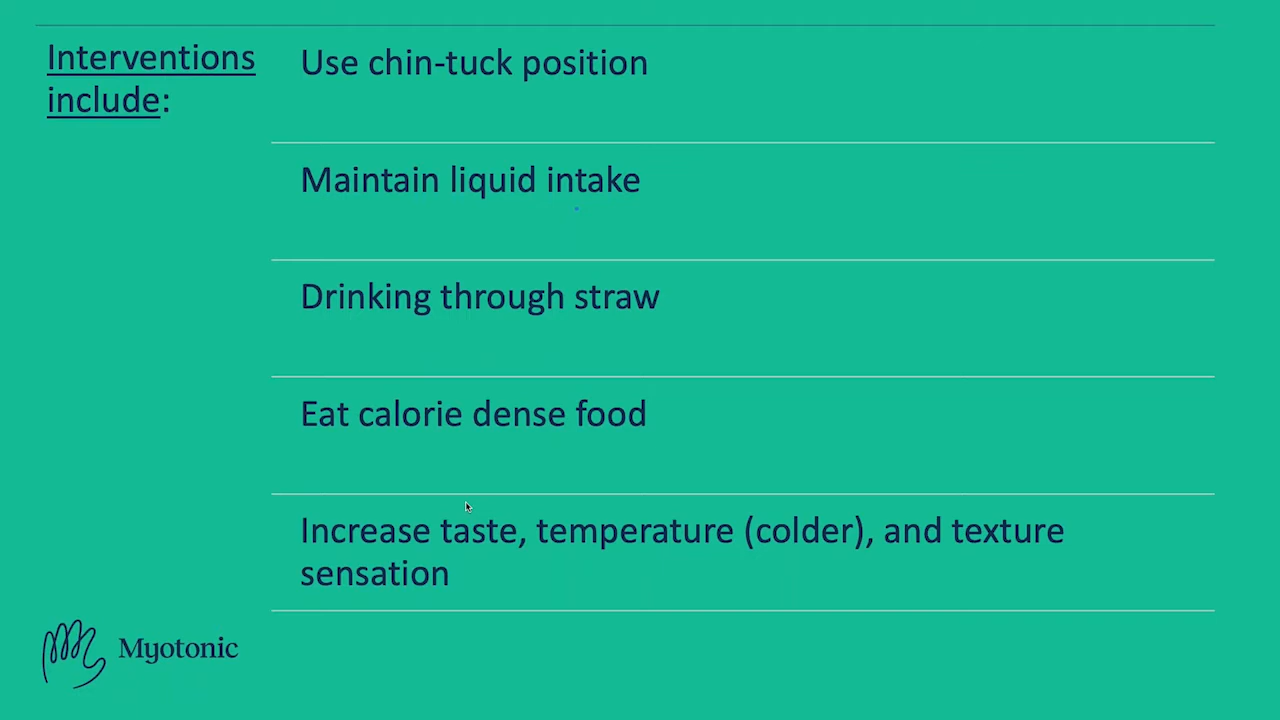 Interventions
include:
Use chin-tuck position
Maintain liquid intake
Drinking through straw
Eat calorie dense food
Increase taste, temperature (colder), and texture
sensation
Myotonic